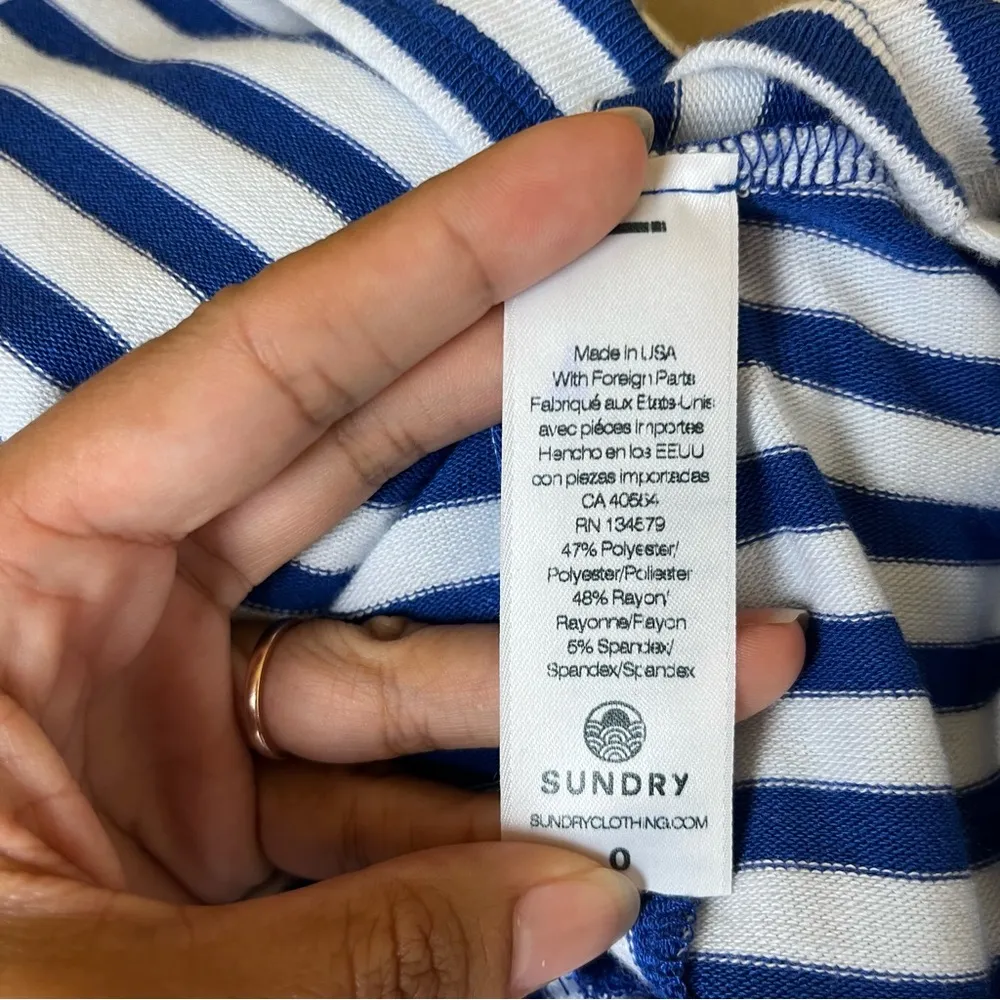 Made in USA
With Foreign Parts
Fabriqué aux Etats-Unis
avec piéces importes
Hencho en los EEUU
con piezas importadas
CA 40564
RN 134579
47% Polyester/
Polyester/Poliester
48% Rayon/
Rayonne/Rayon
5% Spandex/
Spandex/Spandex
SUNDRY
SUNDRYCLOTHING.COM
0